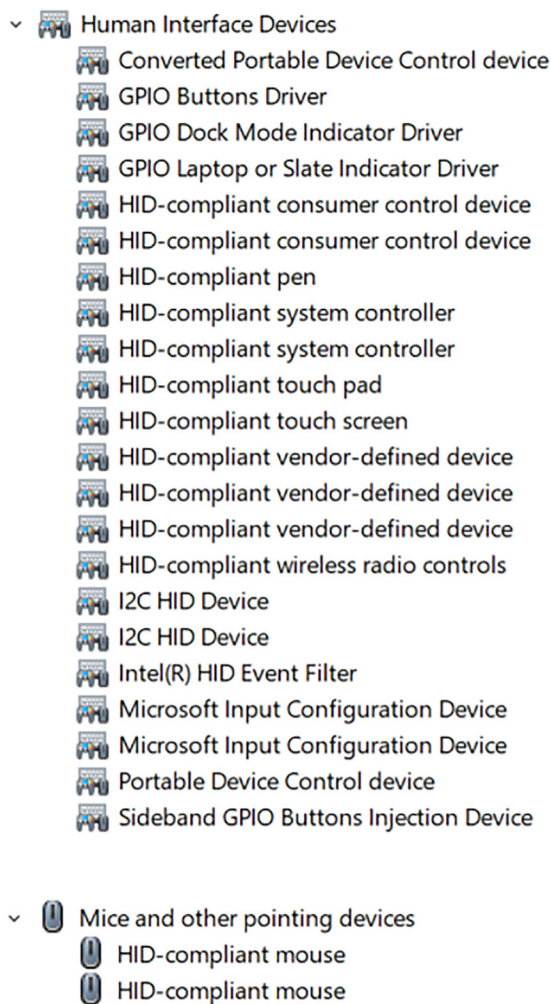 Human Interface Devices
Converted Portable Device Control device
GPIO Buttons Driver
GPIO Dock Mode Indicator Driver
GPIO Laptop or Slate Indicator Driver
HID-compliant consumer control device
HID-compliant consumer control device
HID-compliant pen
HID-compliant system controller
HID-compliant system controller
HID-compliant touch pad
HID-compliant touch screen
HID-compliant vendor-defined device
HID-compliant vendor-defined device
HID-compliant vendor-defined device
HID-compliant wireless radio controls
I2C HID Device
I2C HID Device
Intel(R) HID Event Filter
Microsoft Input Configuration Device
Microsoft Input Configuration Device
Portable Device Control device
Sideband GPIO Buttons Injection Device
Mice and other pointing devices
HID-compliant mouse
HID-compliant mouse